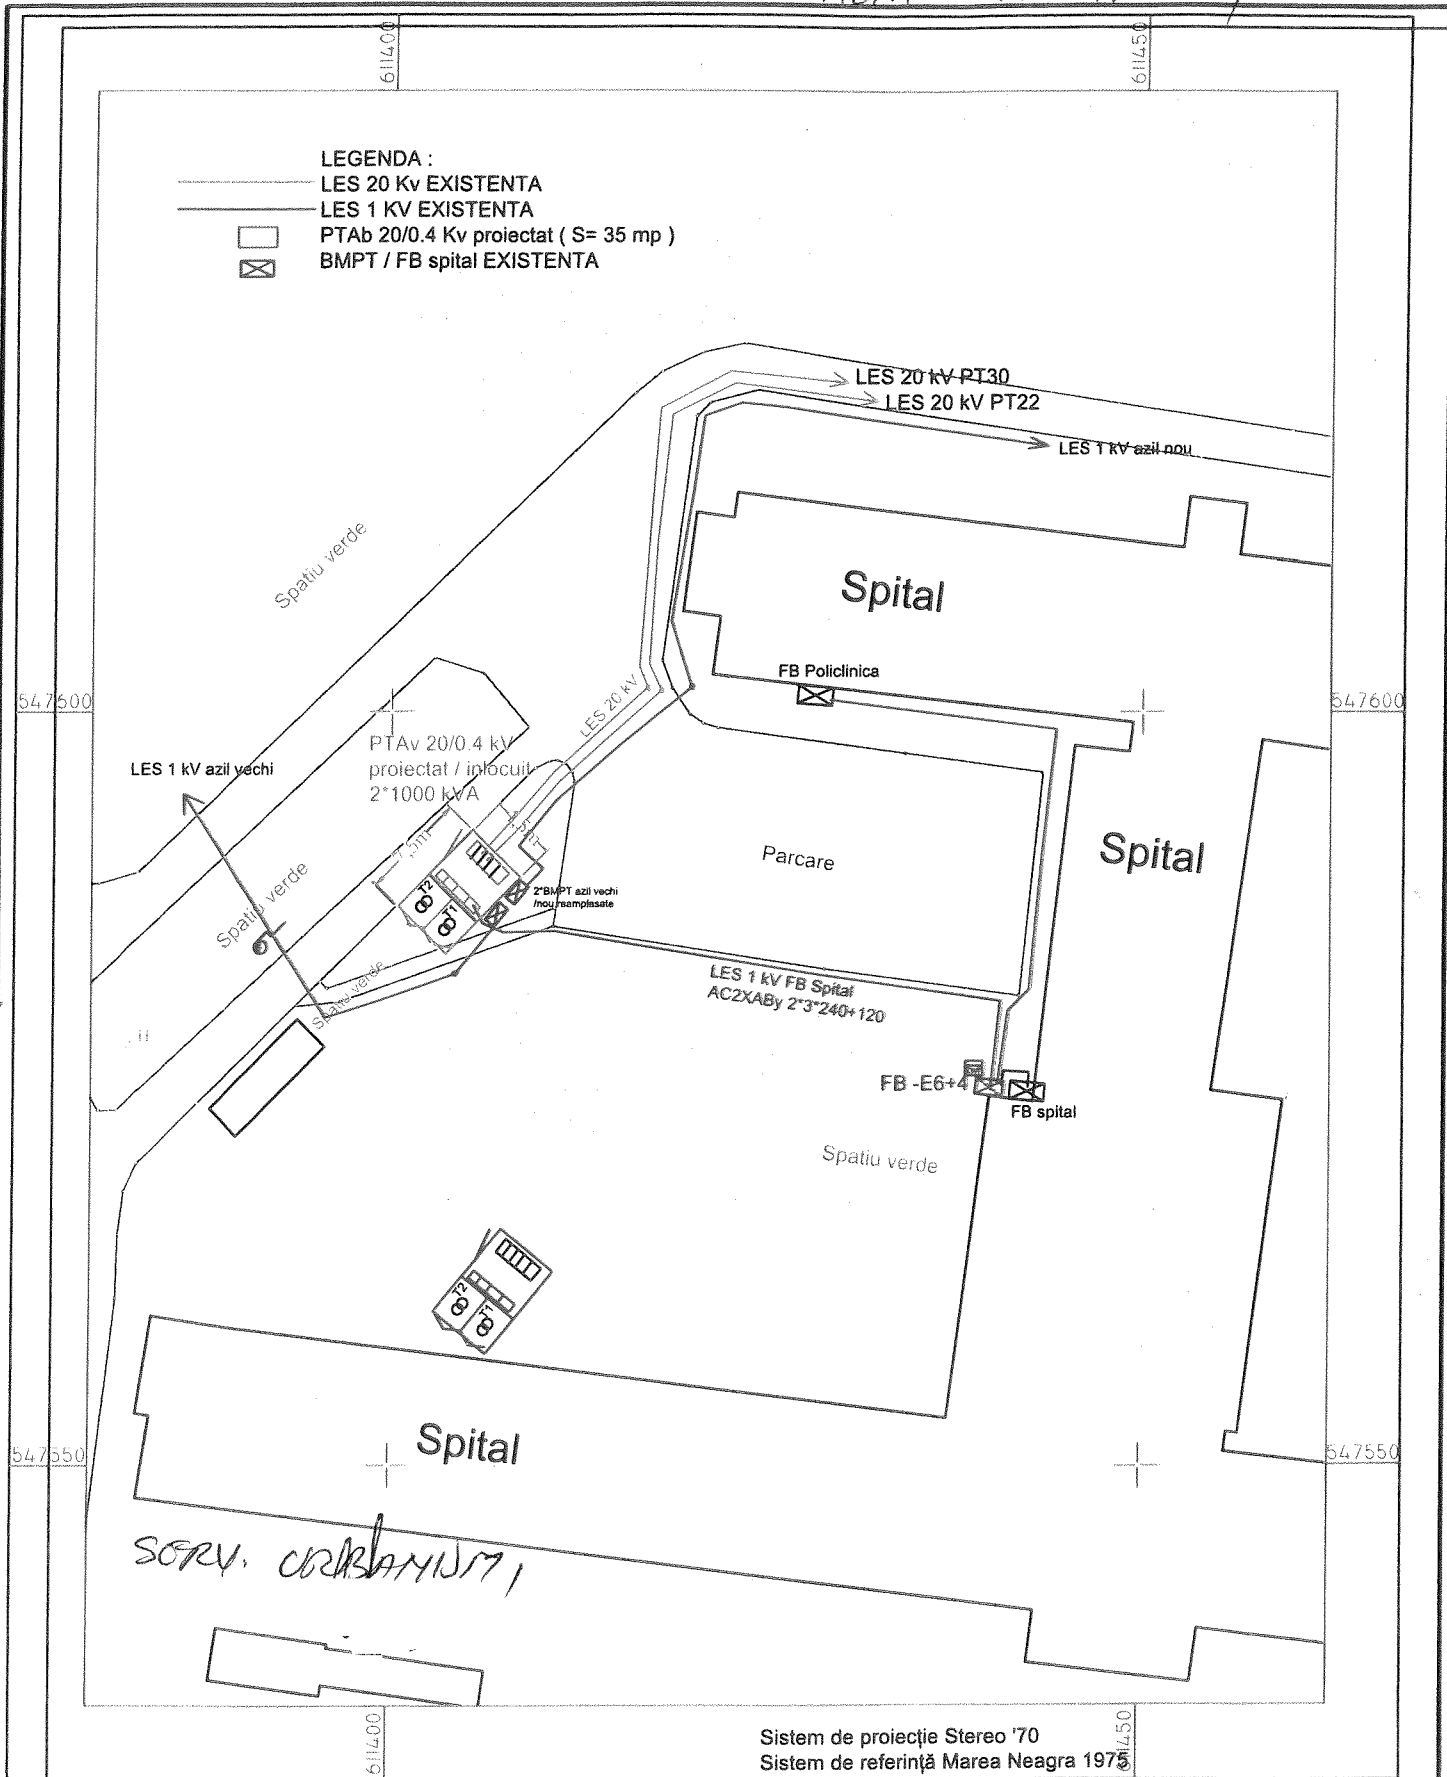 611400
611450
LEGENDA :
LES 20 Kv EXISTENTA
LES 1 KV EXISTENTA
PTAb 20/0.4 Kv proiectat ( S= 35 mp )
BMPT / FB spital EXISTENTA
LES 20 kV PT30
LES 20 kV PT22
LES 1 kV azil nou
Spatiu verde
Spital
FB Policlinica
547600
547600
LES 20 kV
PTAv 20/0.4 kV
proiectat / inlocuit
2*1000 kVA
LES 1 kV azil vechi
7,5m
Parcare
Spital
T2
T1
2*BMPT azil vechi
/nou reamplasate
Spatiu verde
Spatiu verde
LES 1 kV FB Spital
AC2XABy 2*3*240+120
FB -E6+4
FB spital
Spatiu verde
T2
T1
Spital
547550
547550
SERV. URBANISM,
Sistem de proiecție Stereo '70
Sistem de referință Marea Neagra 1975
611400
611450